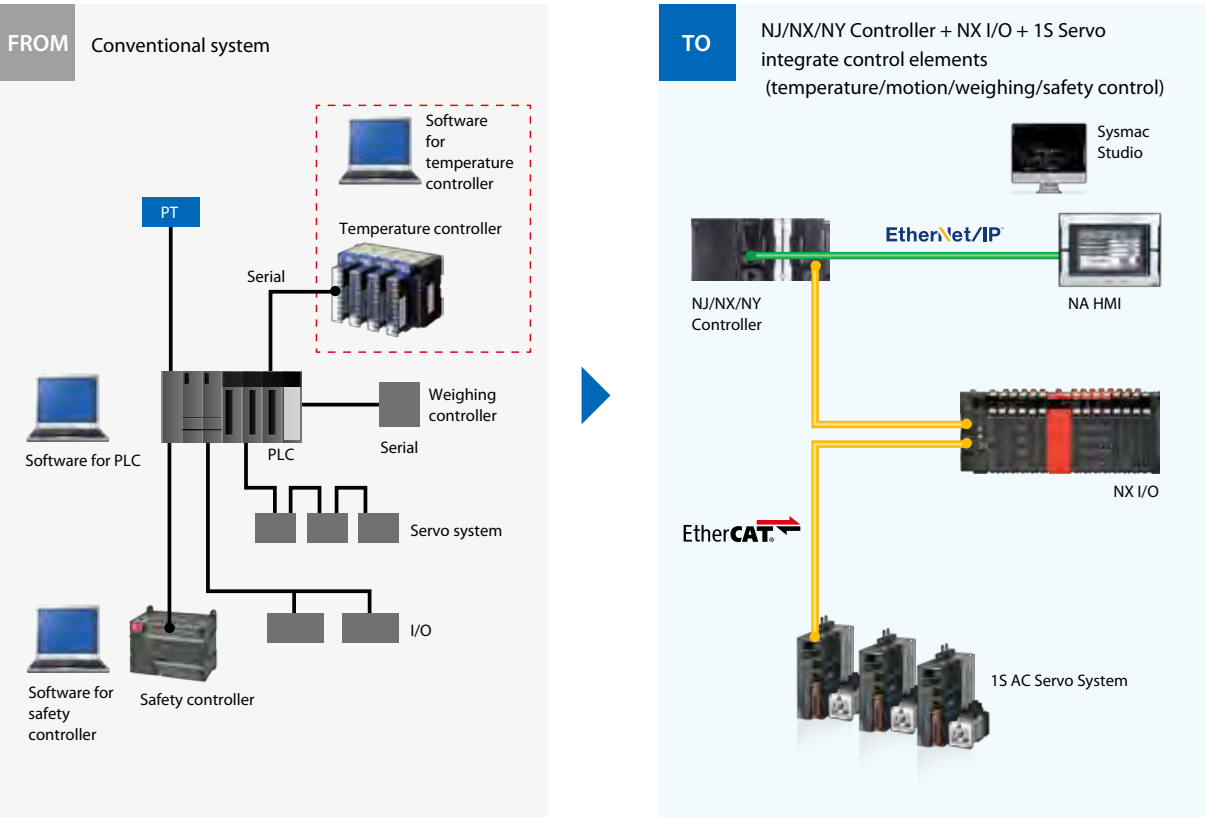 FROM
Conventional system
Software
for
temperature
controller
PT
Temperature controller
Serial
Weighing
controller
Serial
Software for PLC
PLC
Servo system
I/O
Software for
safety
controller
Safety controller
TO
NJ/NX/NY Controller + NX I/O + 1S Servo
integrate control elements
(temperature/motion/weighing/safety control)
Sysmac
Studio
EtherNet/IP
NJ/NX/NY
Controller
NA HMI
NX I/O
EtherCAT®
1S AC Servo System